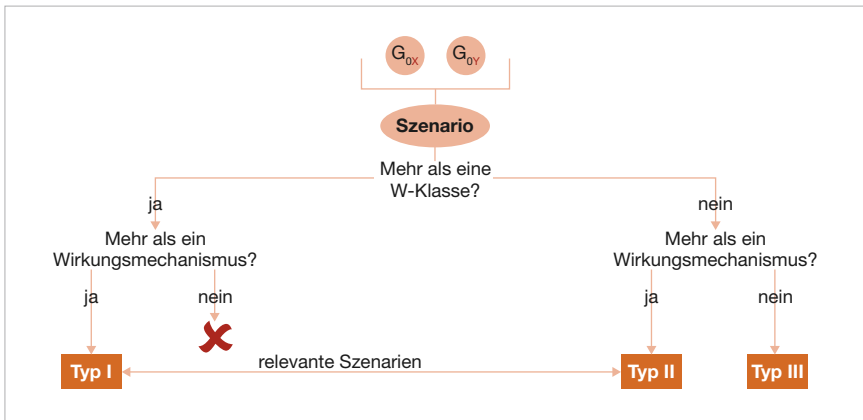 G0X G0Y
Szenario
Mehr als eine
W-Klasse?
ja
nein
Mehr als ein
Wirkungsmechanismus?
Mehr als ein
Wirkungsmechanismus?
ja
nein
ja
nein
relevante Szenarien
Typ I
Typ II
Typ III